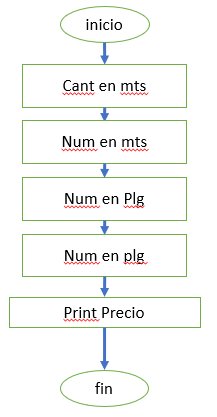 inicio
Cant en mts
Num en mts
Num en Plg
Num en plg
Print Precio
fin